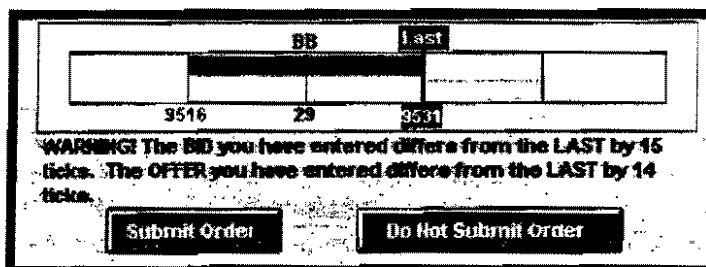 BB Last
9516 29 9531
WARNING! The BID you have entered differs from the LAST by 15
ticks. The OFFER you have entered differs from the LAST by 14
ticks.
Submit Order Do Not Submit Order